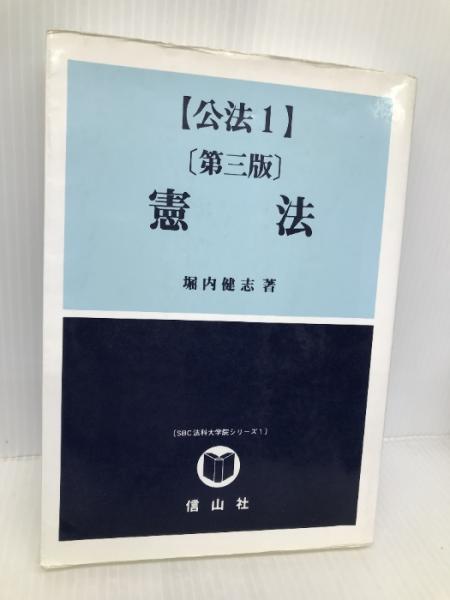 【公法1】
〔第三版〕
憲 法
堀内健志著
〔SBC法科大学院シリーズ1〕
信山社